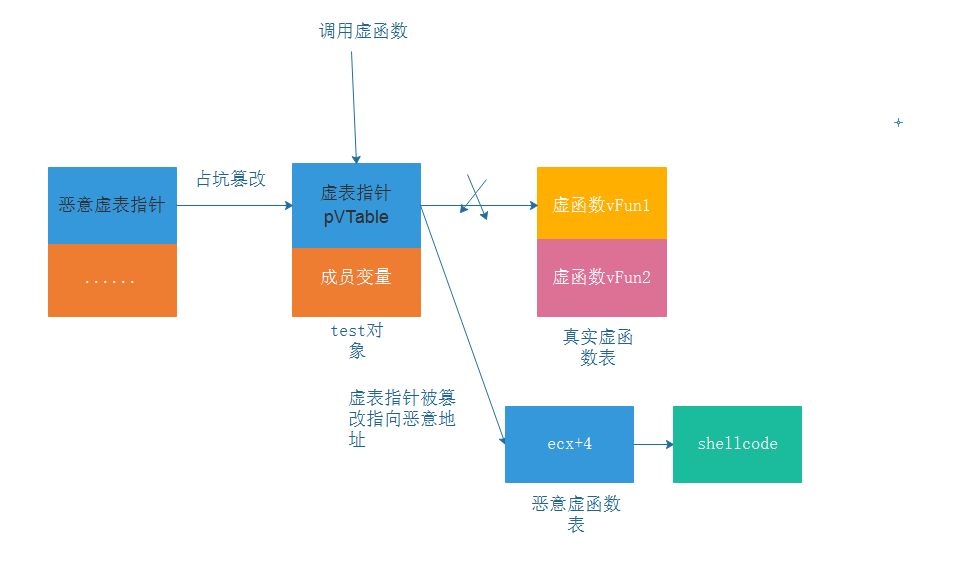 调用虚函数
占坑篡改
恶意虚表指针
......
虚表指针
pVTable
成员变量
test对
象
虚函数vFun1
虚函数vFun2
真实虚函
数表
虚表指针被篡
改指向恶意地
址
ecx+4
shellcode
恶意虚函数
表